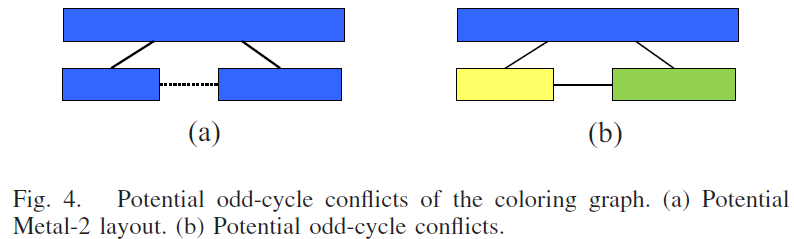 (a)
(b)
Fig. 4. Potential odd-cycle conflicts of the coloring graph. (a) Potential
Metal-2 layout. (b) Potential odd-cycle conflicts.